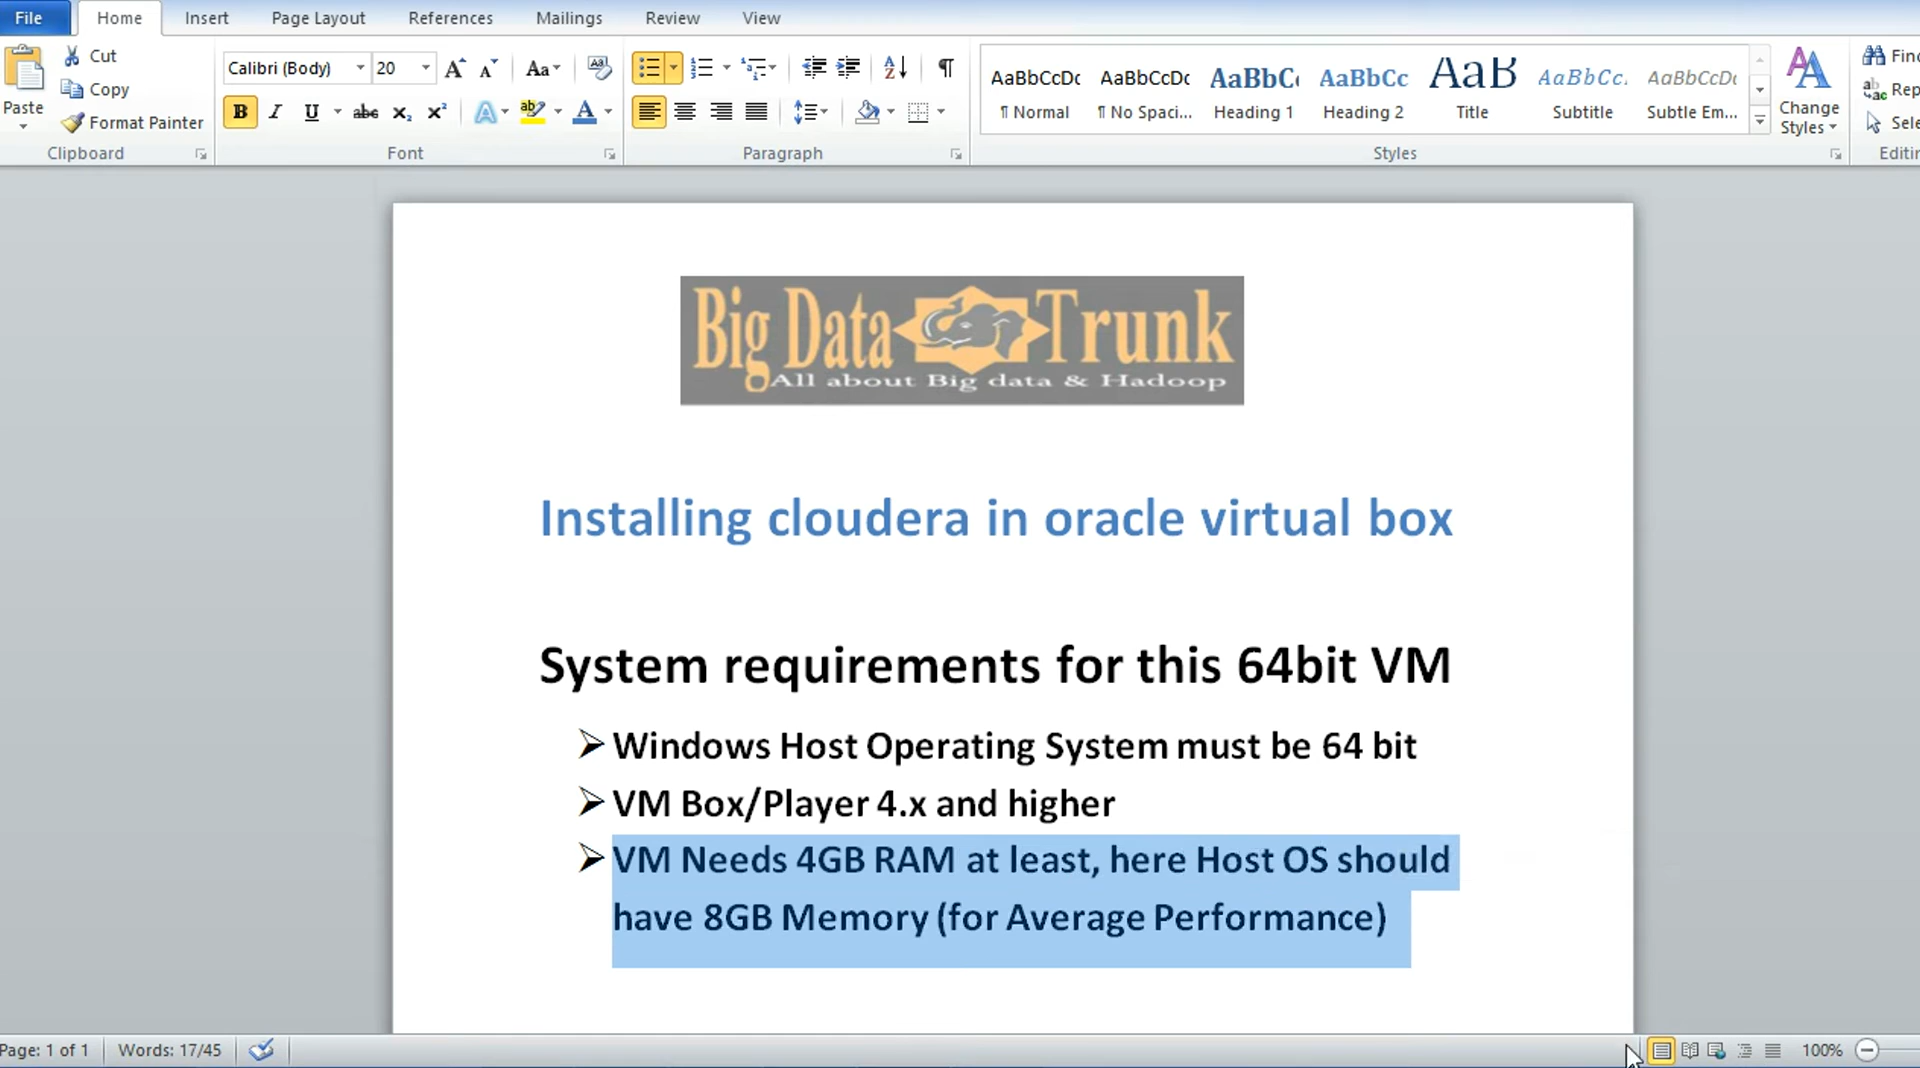 File Home Insert Page Layout References Mailings Review View
Cut
Calibri (Body) 20 Aa
AaBbCcDc AaBbCcDc AaBbC AaBbCc AaB AaBbCc. AaBbCcDc
Copy
Paste
Format Painter
B I U abc x₂ x² A ab A
¶ Normal ¶ No Spaci... Heading 1 Heading 2 Title Subtitle Subtle Em...
Change
Styles
Clipboard Font Paragraph Styles
Big Data Trunk
All about Big data & Hadoop
Installing cloudera in oracle virtual box
System requirements for this 64bit VM
➢ Windows Host Operating System must be 64 bit
➢ VM Box/Player 4.x and higher
➢ VM Needs 4GB RAM at least, here Host OS should
have 8GB Memory (for Average Performance)
Page: 1 of 1 Words: 17/45 100%